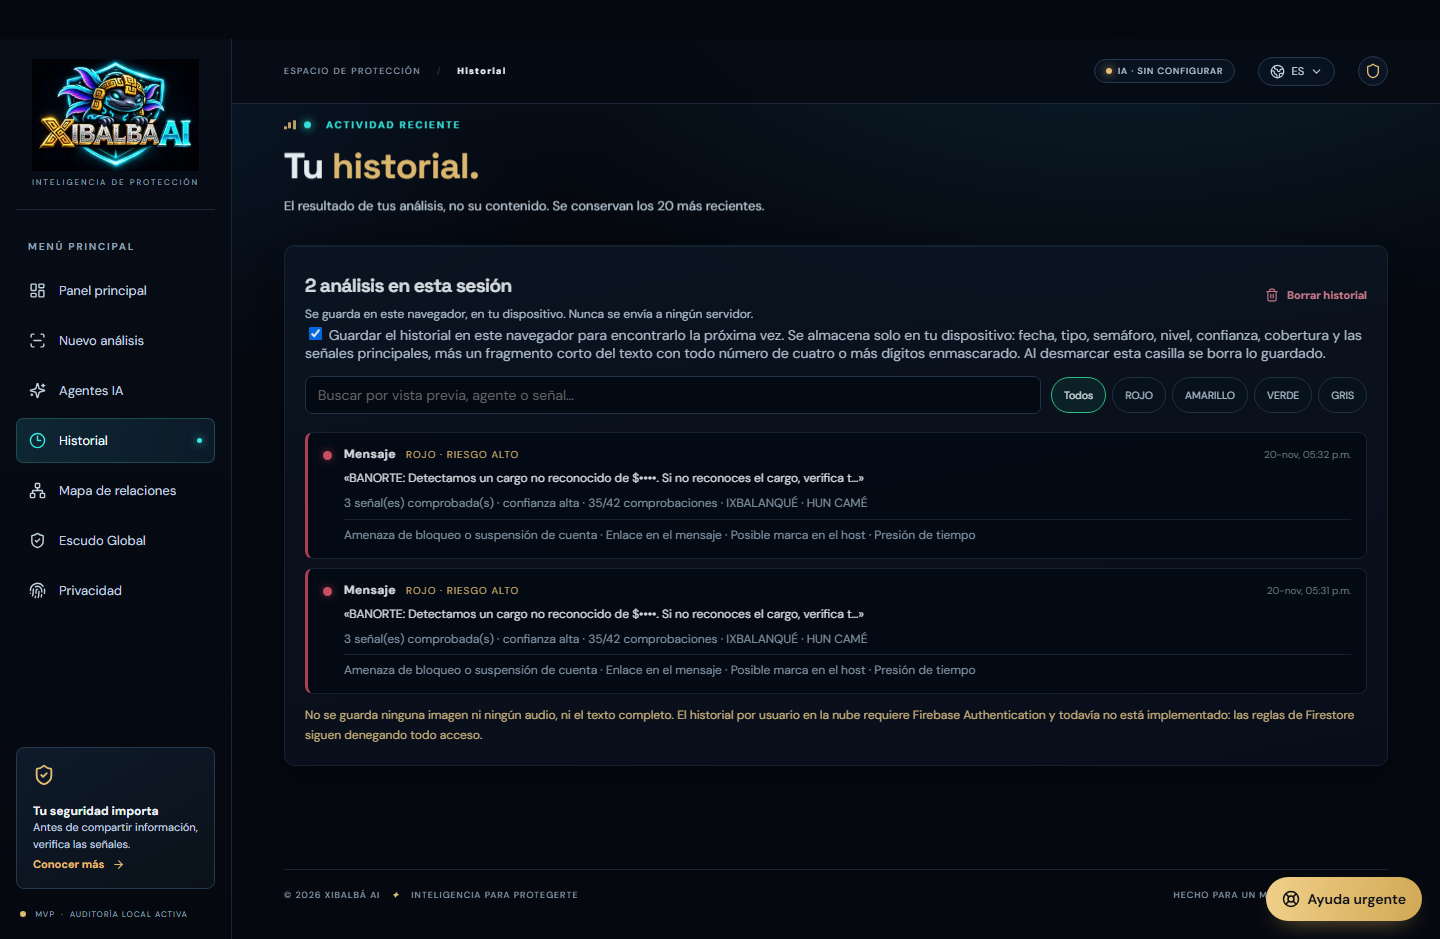 XIBALBÁ AI
INTELIGENCIA DE PROTECCIÓN
MENÚ PRINCIPAL
Panel principal
Nuevo análisis
Agentes IA
Historial
Mapa de relaciones
Escudo Global
Privacidad
Tu seguridad importa
Antes de compartir información,
verifica las señales.
Conocer más →
MVP · AUDITORÍA LOCAL ACTIVA
ESPACIO DE PROTECCIÓN / Historial
IA · SIN CONFIGURAR
ES
ACTIVIDAD RECIENTE
Tu historial.
El resultado de tus análisis, no su contenido. Se conservan los 20 más recientes.
2 análisis en esta sesión
Borrar historial
Se guarda en este navegador, en tu dispositivo. Nunca se envía a ningún servidor.
Guardar el historial en este navegador para encontrarlo la próxima vez. Se almacena solo en tu dispositivo: fecha, tipo, semáforo, nivel, confianza, cobertura y las
señales principales, más un fragmento corto del texto con todo número de cuatro o más dígitos enmascarado. Al desmarcar esta casilla se borra lo guardado.
Buscar por vista previa, agente o señal...
Todos
ROJO
AMARILLO
VERDE
GRIS
Mensaje ROJO · RIESGO ALTO 20-nov, 05:32 p.m.
«BANORTE: Detectamos un cargo no reconocido de $••••. Si no reconoces el cargo, verifica t…»
3 señal(es) comprobada(s) · confianza alta · 35/42 comprobaciones · IXBALANQUÉ · HUN CAMÉ
Amenaza de bloqueo o suspensión de cuenta · Enlace en el mensaje · Posible marca en el host · Presión de tiempo
Mensaje ROJO · RIESGO ALTO 20-nov, 05:31 p.m.
«BANORTE: Detectamos un cargo no reconocido de $••••. Si no reconoces el cargo, verifica t…»
3 señal(es) comprobada(s) · confianza alta · 35/42 comprobaciones · IXBALANQUÉ · HUN CAMÉ
Amenaza de bloqueo o suspensión de cuenta · Enlace en el mensaje · Posible marca en el host · Presión de tiempo
No se guarda ninguna imagen ni ningún audio, ni el texto completo. El historial por usuario en la nube requiere Firebase Authentication y todavía no está implementado: las reglas de Firestore
siguen denegando todo acceso.
© 2026 XIBALBÁ AI ✦ INTELIGENCIA PARA PROTEGERTE
HECHO PARA UN
Ayuda urgente